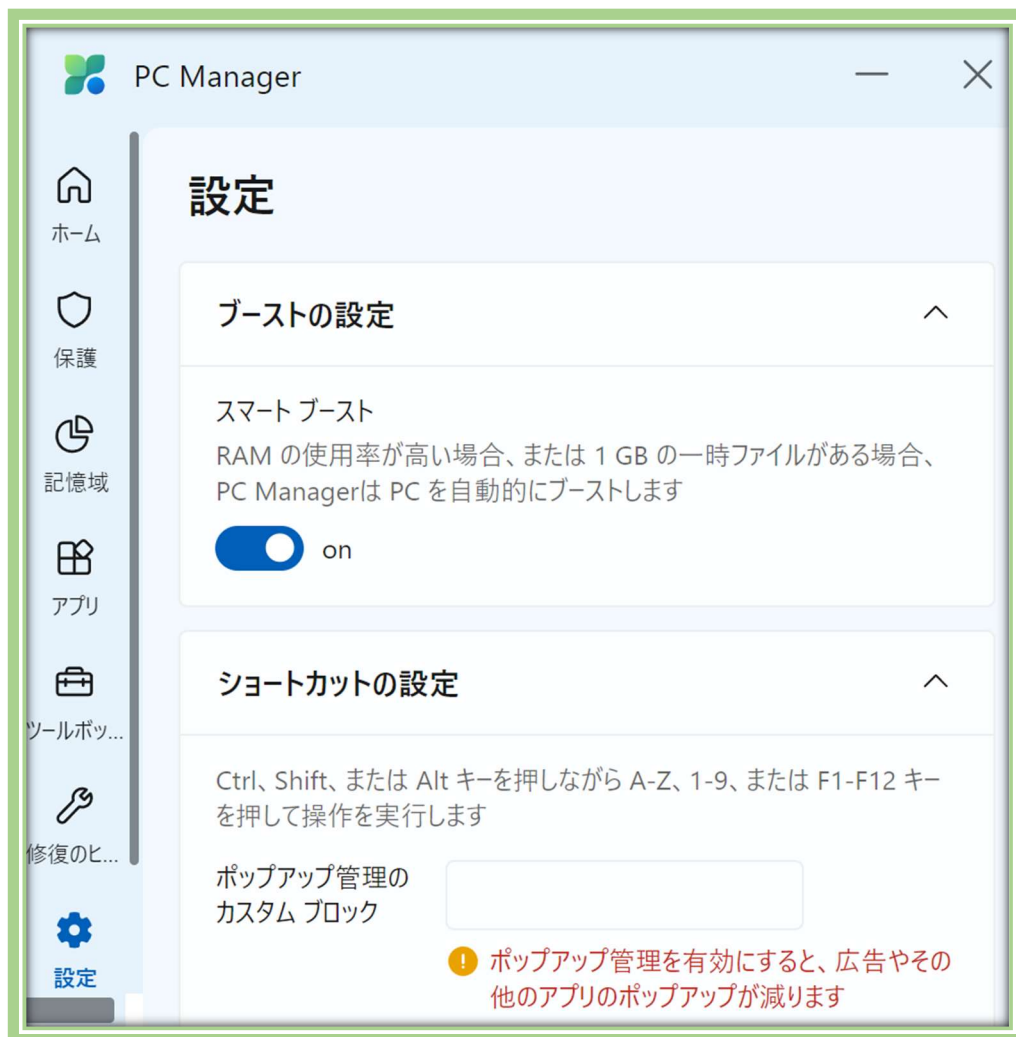 PC Manager
ホーム
保護
記憶域
アプリ
ツールボッ...
修復のヒ...
設定
設定
ブーストの設定
スマート ブースト
RAM の使用率が高い場合、または 1 GB の一時ファイルがある場合、
PC Managerは PC を自動的にブーストします
on
ショートカットの設定
Ctrl、Shift、または Alt キーを押しながら A-Z、1-9、または F1-F12 キー
を押して操作を実行します
ポップアップ管理の
カスタム ブロック
ポップアップ管理を有効にすると、広告やその
他のアプリのポップアップが減ります